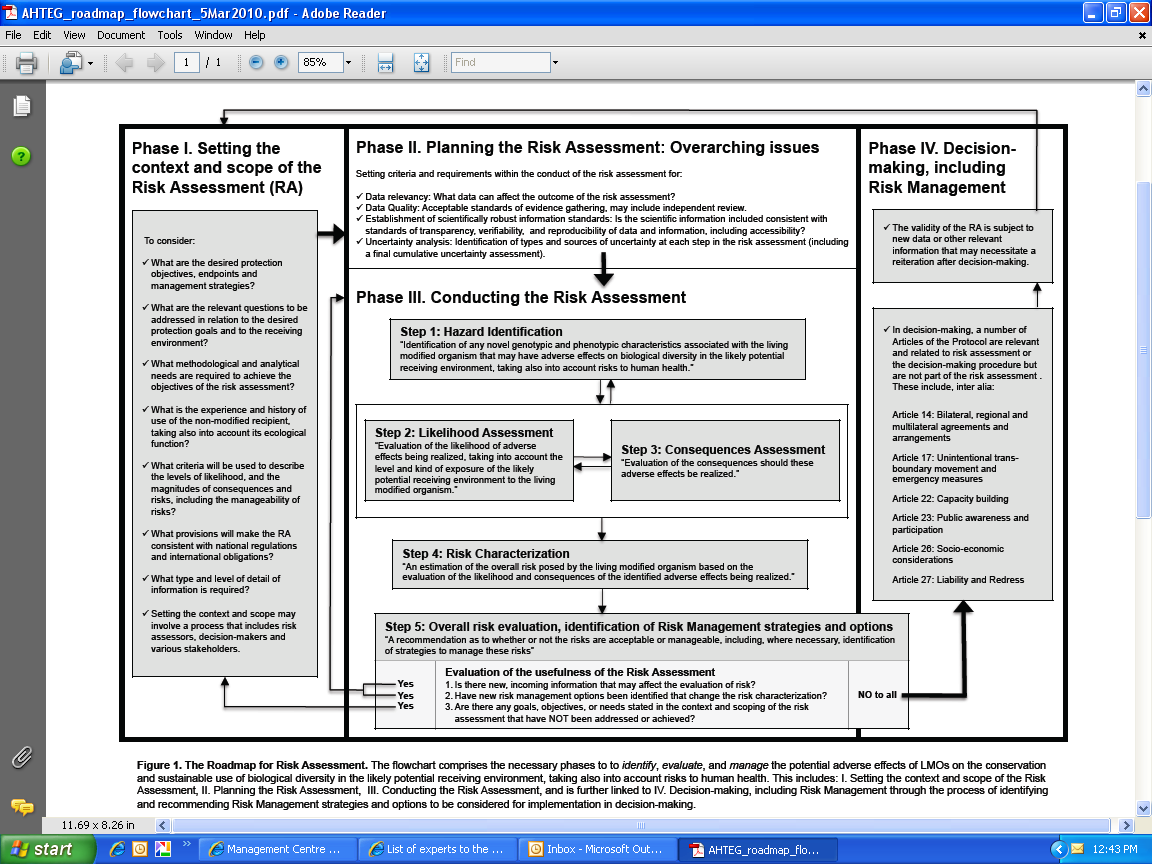 AHTEG_roadmap_flowchart_5Mar2010.pdf - Adobe Reader
File Edit View Document Tools Window Help
1 / 1 85% Find
Phase I. Setting the
context and scope of the
Risk Assessment (RA)
To consider:
✓ What are the desired protection
objectives, endpoints and
management strategies?
✓ What are the relevant questions to be
addressed in relation to the desired
protection goals and to the receiving
environment?
✓ What methodological and analytical
needs are required to achieve the
objectives of the risk assessment?
✓ What is the experience and history of
use of the non-modified recipient,
taking also into account its ecological
function?
✓ What criteria will be used to describe
the levels of likelihood, and the
magnitudes of consequences and
risks, including the manageability of
risks?
✓ What provisions will make the RA
consistent with national regulations
and international obligations?
✓ What type and level of detail of
information is required?
✓ Setting the context and scope may
involve a process that includes risk
assessors, decision-makers and
various stakeholders.
Phase II. Planning the Risk Assessment: Overarching issues
Setting criteria and requirements within the conduct of the risk assessment for:
✓ Data relevancy: What data can affect the outcome of the risk assessment?
✓ Data Quality: Acceptable standards of evidence gathering, may include independent review.
✓ Establishment of scientifically robust information standards: Is the scientific information included consistent with
standards of transparency, verifiability, and reproducibility of data and information, including accessibility?
✓ Uncertainty analysis: Identification of types and sources of uncertainty at each step in the risk assessment (including
a final cumulative uncertainty assessment).
Phase III. Conducting the Risk Assessment
Step 1: Hazard Identification
“Identification of any novel genotypic and phenotypic characteristics associated with the living
modified organism that may have adverse effects on biological diversity in the likely potential
receiving environment, taking also into account risks to human health.”
Step 2: Likelihood Assessment
“Evaluation of the likelihood of adverse
effects being realized, taking into account the
level and kind of exposure of the likely
potential receiving environment to the living
modified organism.”
Step 3: Consequences Assessment
“Evaluation of the consequences should these
adverse effects be realized.”
Step 4: Risk Characterization
“An estimation of the overall risk posed by the living modified organism based on the
evaluation of the likelihood and consequences of the identified adverse effects being realized.”
Step 5: Overall risk evaluation, identification of Risk Management strategies and options
“A recommendation as to whether or not the risks are acceptable or manageable, including, where necessary, identification
of strategies to manage these risks”
Evaluation of the usefulness of the Risk Assessment
Yes 1. Is there new, incoming information that may affect the evaluation of risk?
Yes 2. Have new risk management options been identified that change the risk characterization?
Yes 3. Are there any goals, objectives, or needs stated in the context and scoping of the risk
assessment that have NOT been addressed or achieved?
NO to all
Phase IV. Decision-
making, including
Risk Management
✓ The validity of the RA is subject to
new data or other relevant
information that may necessitate a
reiteration after decision-making.
✓ In decision-making, a number of
Articles of the Protocol are relevant
and related to risk assessment or
the decision-making procedure but
are not part of the risk assessment .
These include, inter alia:
Article 14: Bilateral, regional and
multilateral agreements and
arrangements
Article 17: Unintentional trans-
boundary movement and
emergency measures
Article 22: Capacity building
Article 23: Public awareness and
participation
Article 26: Socio-economic
considerations
Article 27: Liability and Redress
Figure 1. The Roadmap for Risk Assessment. The flowchart comprises the necessary phases to to identify, evaluate, and manage the potential adverse effects of LMOs on the conservation
and sustainable use of biological diversity in the likely potential receiving environment, taking also into account risks to human health. This includes: I. Setting the context and scope of the Risk
Assessment, II. Planning the Risk Assessment, III. Conducting the Risk Assessment, and is further linked to IV. Decision-making, including Risk Management through the process of identifying
and recommending Risk Management strategies and options to be considered for implementation in decision-making.
11.69 x 8.26 in
start Management Centre ... List of experts to the ... Inbox - Microsoft Out... AHTEG_roadmap_flo... 12:43 PM